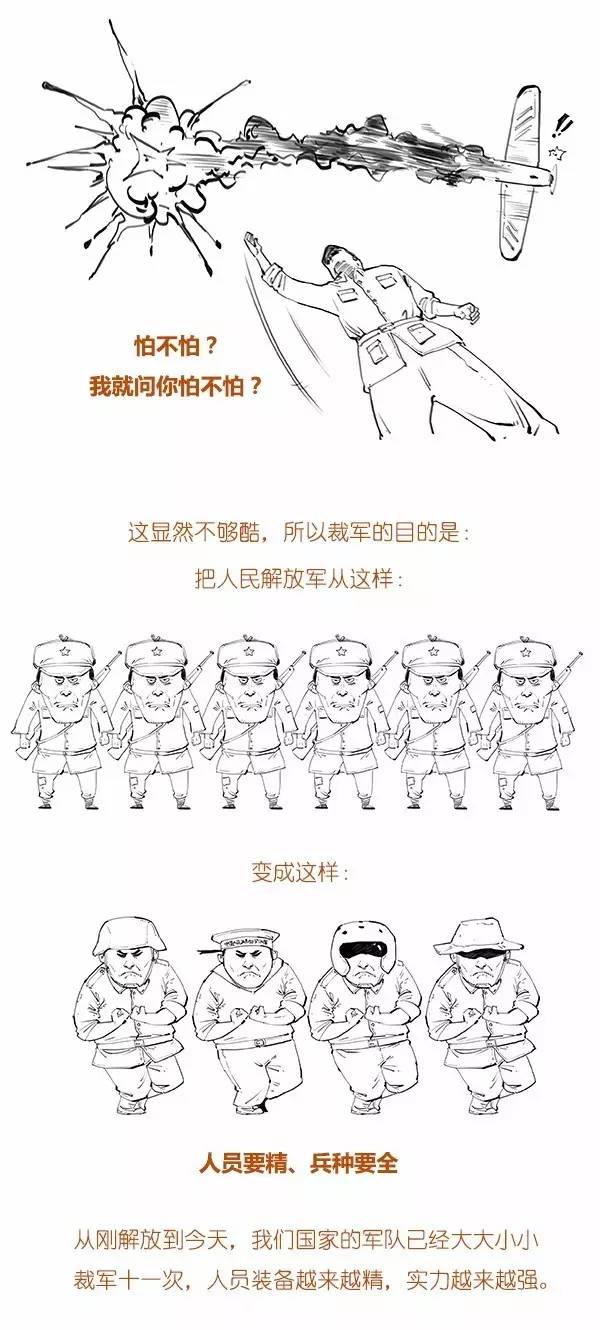 !!
怕不怕？
我就问你怕不怕？
这显然不够酷，所以裁军的目的是：
把人民解放军从这样：
变成这样：
人员要精、兵种要全
从刚解放到今天，我们国家的军队已经大大小小
裁军十一次，人员装备越来越精，实力越来越强。